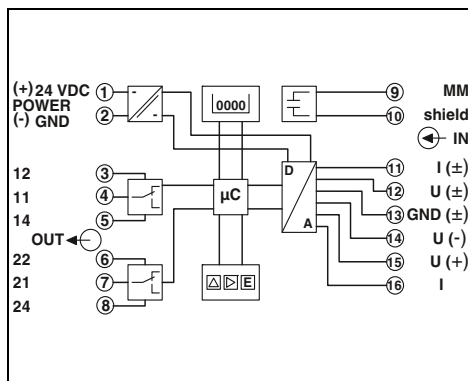 (+) 24 VDC ① 0000 ⑨ MM
POWER
(-) GND ② ⑩ shield
IN
12 ③ D ⑪ I (±)
11 ④ µC ⑫ U (±)
14 ⑤ ⑬ GND (±)
OUT A ⑭ U (-)
22 ⑥ ⑮ U (+)
21 ⑦ E ⑯ I
24 ⑧